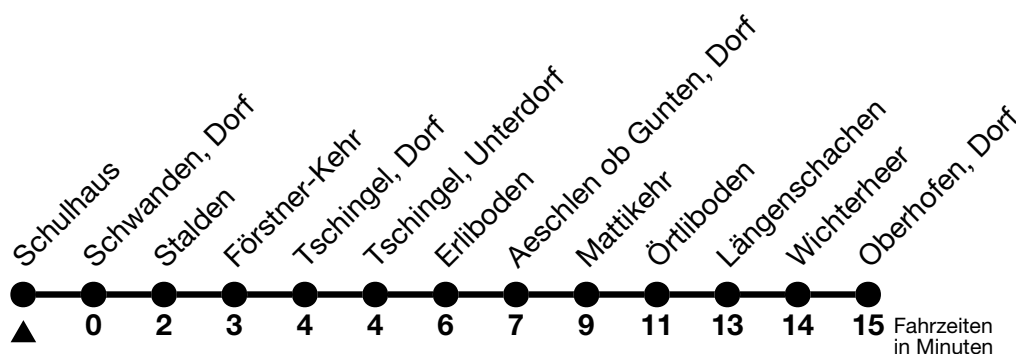 Schulhaus
Schwanden, Dorf
Stalden
Förstner-Kehr
Tschingel, Dorf
Tschingel, Unterdorf
Erliboden
Aeschlen ob Gunten, Dorf
Mattikehr
Örtliboden
Längenschachen
Wichterheer
Oberhofen, Dorf
0 2 3 4 4 6 7 9 11 13 14 15 Fahrzeiten
in Minuten